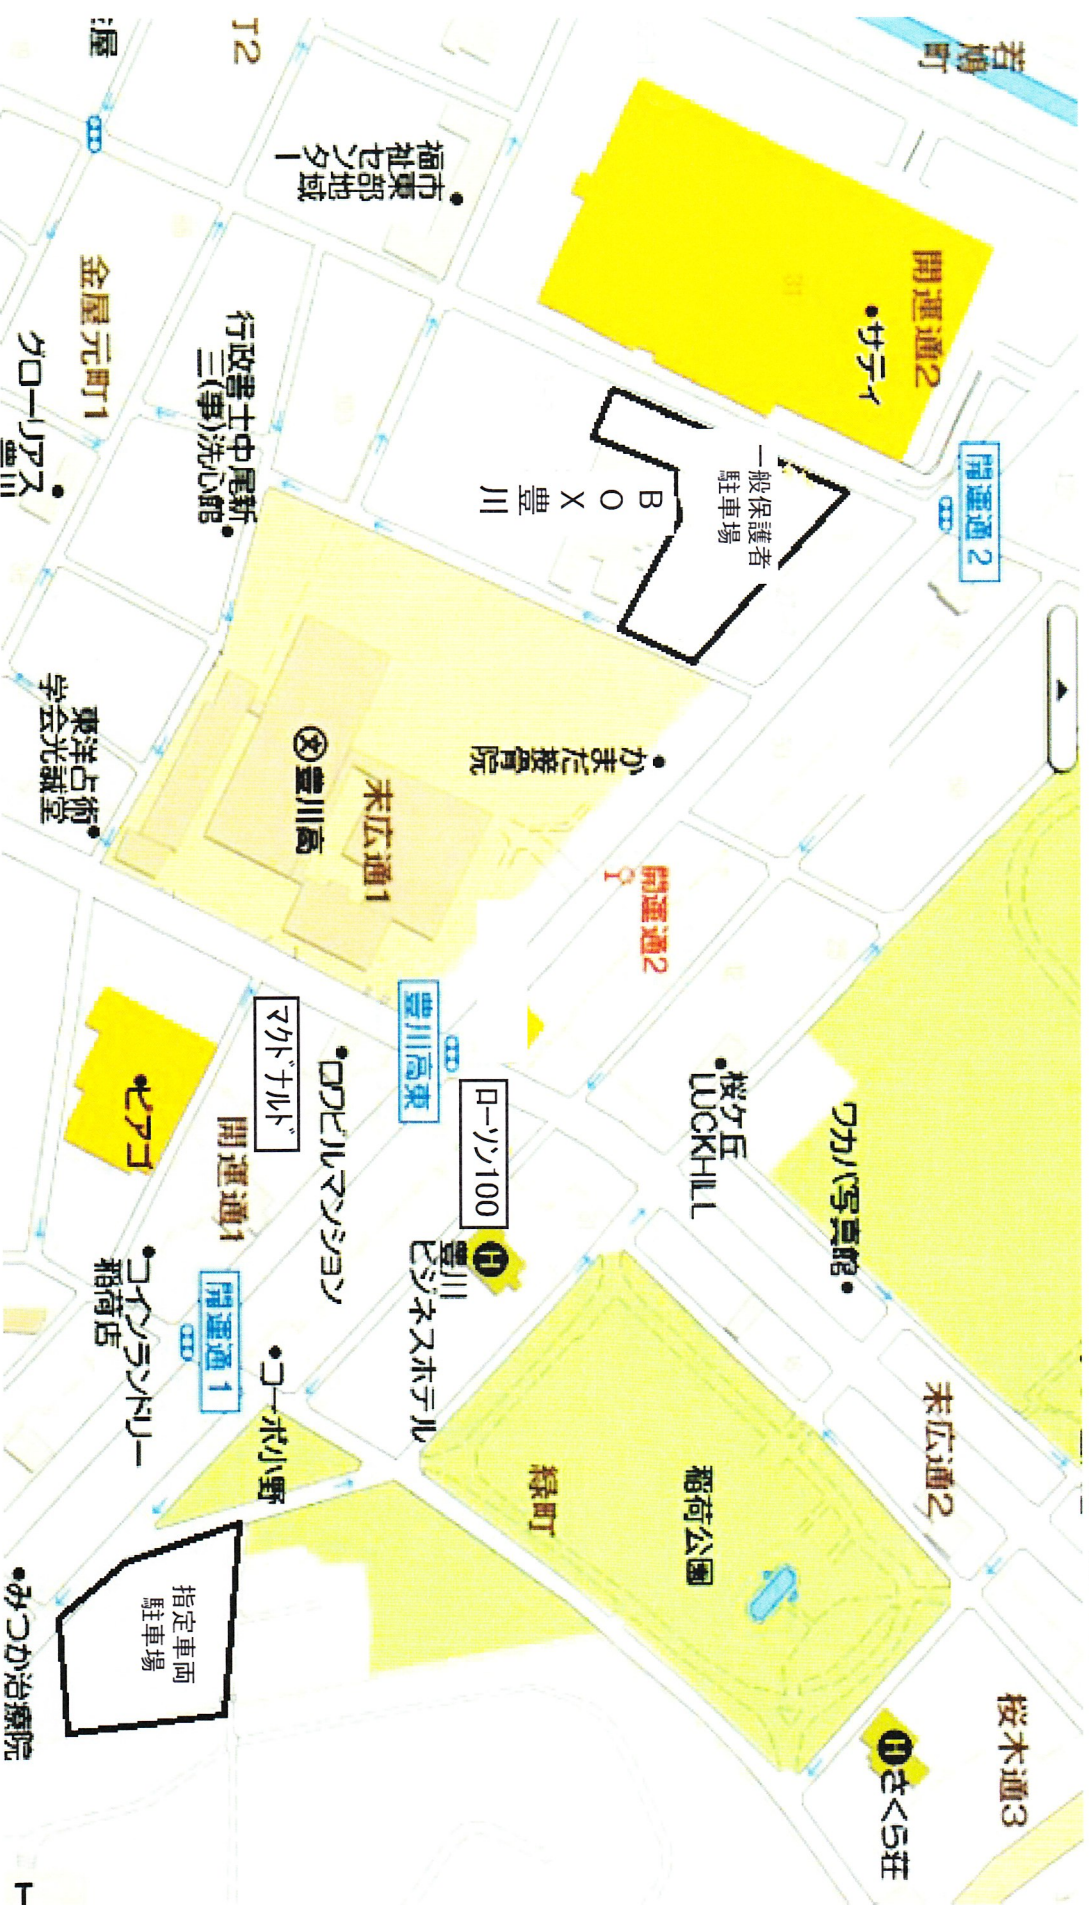 若鳩町
開運通2
サティ
開運通2
一般保護者
駐車場
BOX豊川
市東部地域
福祉センター
T2
金屋元町1
行政書士中尾新
三(事)洗心館
グローリアス
豊川
東洋占術
学会光誠堂
豊川高
末広通1
かまだ接骨院
開運通2
豊川高東
マクドナルド
ローソン100
ロワビルマンション
ピアゴ
開運通1
コインランドリー
稲荷店
開運通1
コーポ小野
豊川
ビジネスホテル
桜ケ丘
LUCKHILL
ワカバ写真館
末広通2
緑町
稲荷公園
桜木通3
さくら荘
指定車両
駐車場
みつか治療院